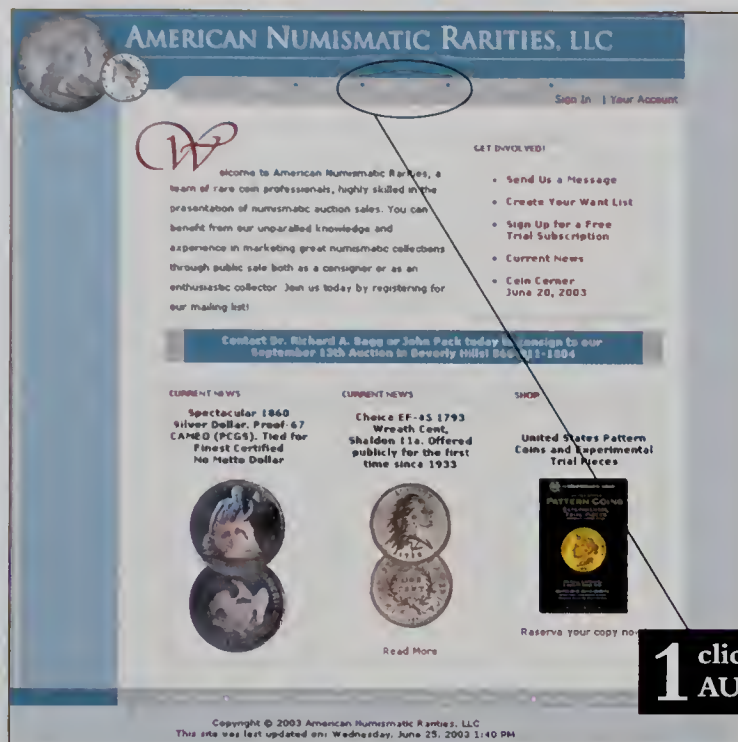 AMERICAN NUMISMATIC RARITIES, LLC
Sign In | Your Account
Welcome to American Numismatic Rarities, a
team of rare coin professionals, highly skilled in the
presentation of numismatic auction sales. You can
benefit from our unparalled knowledge and
experience in marketing great numismatic collections
through public sale both as a consignor or as an
enthusiastic collector. Join us today by registering for
our mailing list!
GET INVOLVED!
• Send Us a Message
• Create Your Want List
• Sign Up for a Free
Trial Subscription
• Current News
• Coin Corner
June 20, 2003
Contact Dr. Richard A. Bagg or John Pack today to consign to our
September 13th Auction in Beverly Hills! 866-811-1804
CURRENT NEWS
Spectacular 1860
Silver Dollar. Proof-67
CAMEO (PCGS). Tied for
Finest Certified
No Motto Dollar
CURRENT NEWS
Choice EF-45 1793
Wreath Cent,
Sheldon 11a. Offered
publicly for the first
time since 1933
Read More
SHOP
United States Pattern
Coins and Experimental
Trial Pieces
PATTERN COINS
Reserve your copy now
1 clic
AU
Copyright © 2003 American Numismatic Rarities, LLC
This site was last updated on: Wednesday, June 25, 2003 1:40 PM